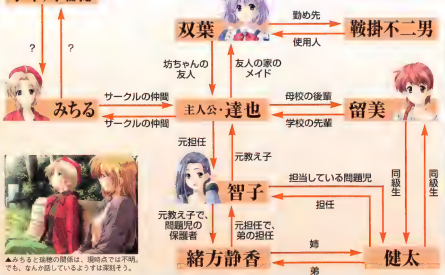 双葉
勤め先
鞍掛不二男
使用人
?
?
坊ちゃんの
友人
友人の家の
メイド
みちる
サークルの仲間
サークルの仲間
主人公・達也
母校の後輩
学校の先輩
留美
元担任
元教え子
智子
担当している問題児
担任
同級生
同級生
元教え子で、
問題児の
保護者
元担任で、
弟の担任
緒方静香
姉
弟
健太
▲みちると瑞穂の関係は、現時点では不明。
でも、なんか話しているようすは深刻そう。